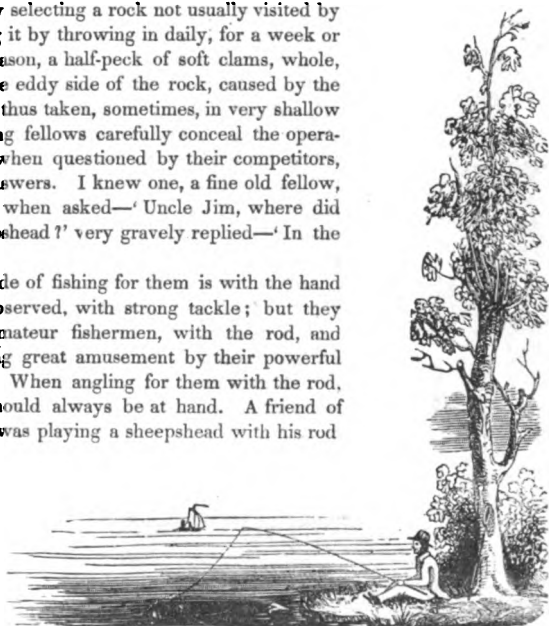 selecting a rock not usually visited by
it by throwing in daily, for a week or
ason, a half-peck of soft clams, whole,
eddy side of the rock, caused by the
thus taken, sometimes, in very shallow
g fellows carefully conceal the opera-
when questioned by their competitors,
swers. I knew one, a fine old fellow,
when asked—‘ Uncle Jim, where did
shead?’ very gravely replied—‘ In the
de of fishing for them is with the hand
served, with strong tackle; but they
mateur fishermen, with the rod, and
g great amusement by their powerful
When angling for them with the rod,
ould always be at hand. A friend of
was playing a sheepshead with his rod